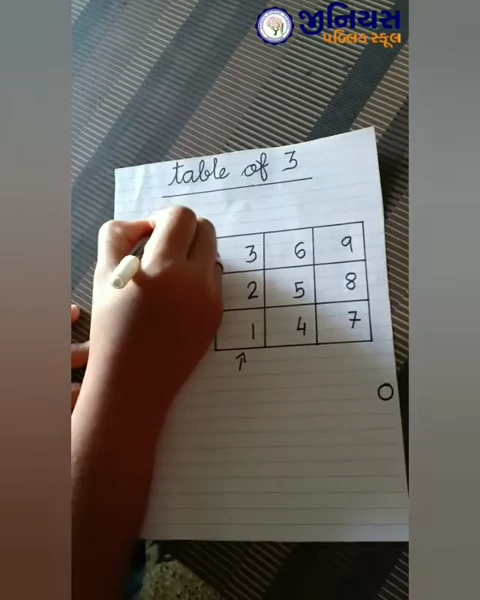 જીનિયસ
પબ્લિક સ્કૂલ
table of 3
3 6 9
2 5 8
1 4 7